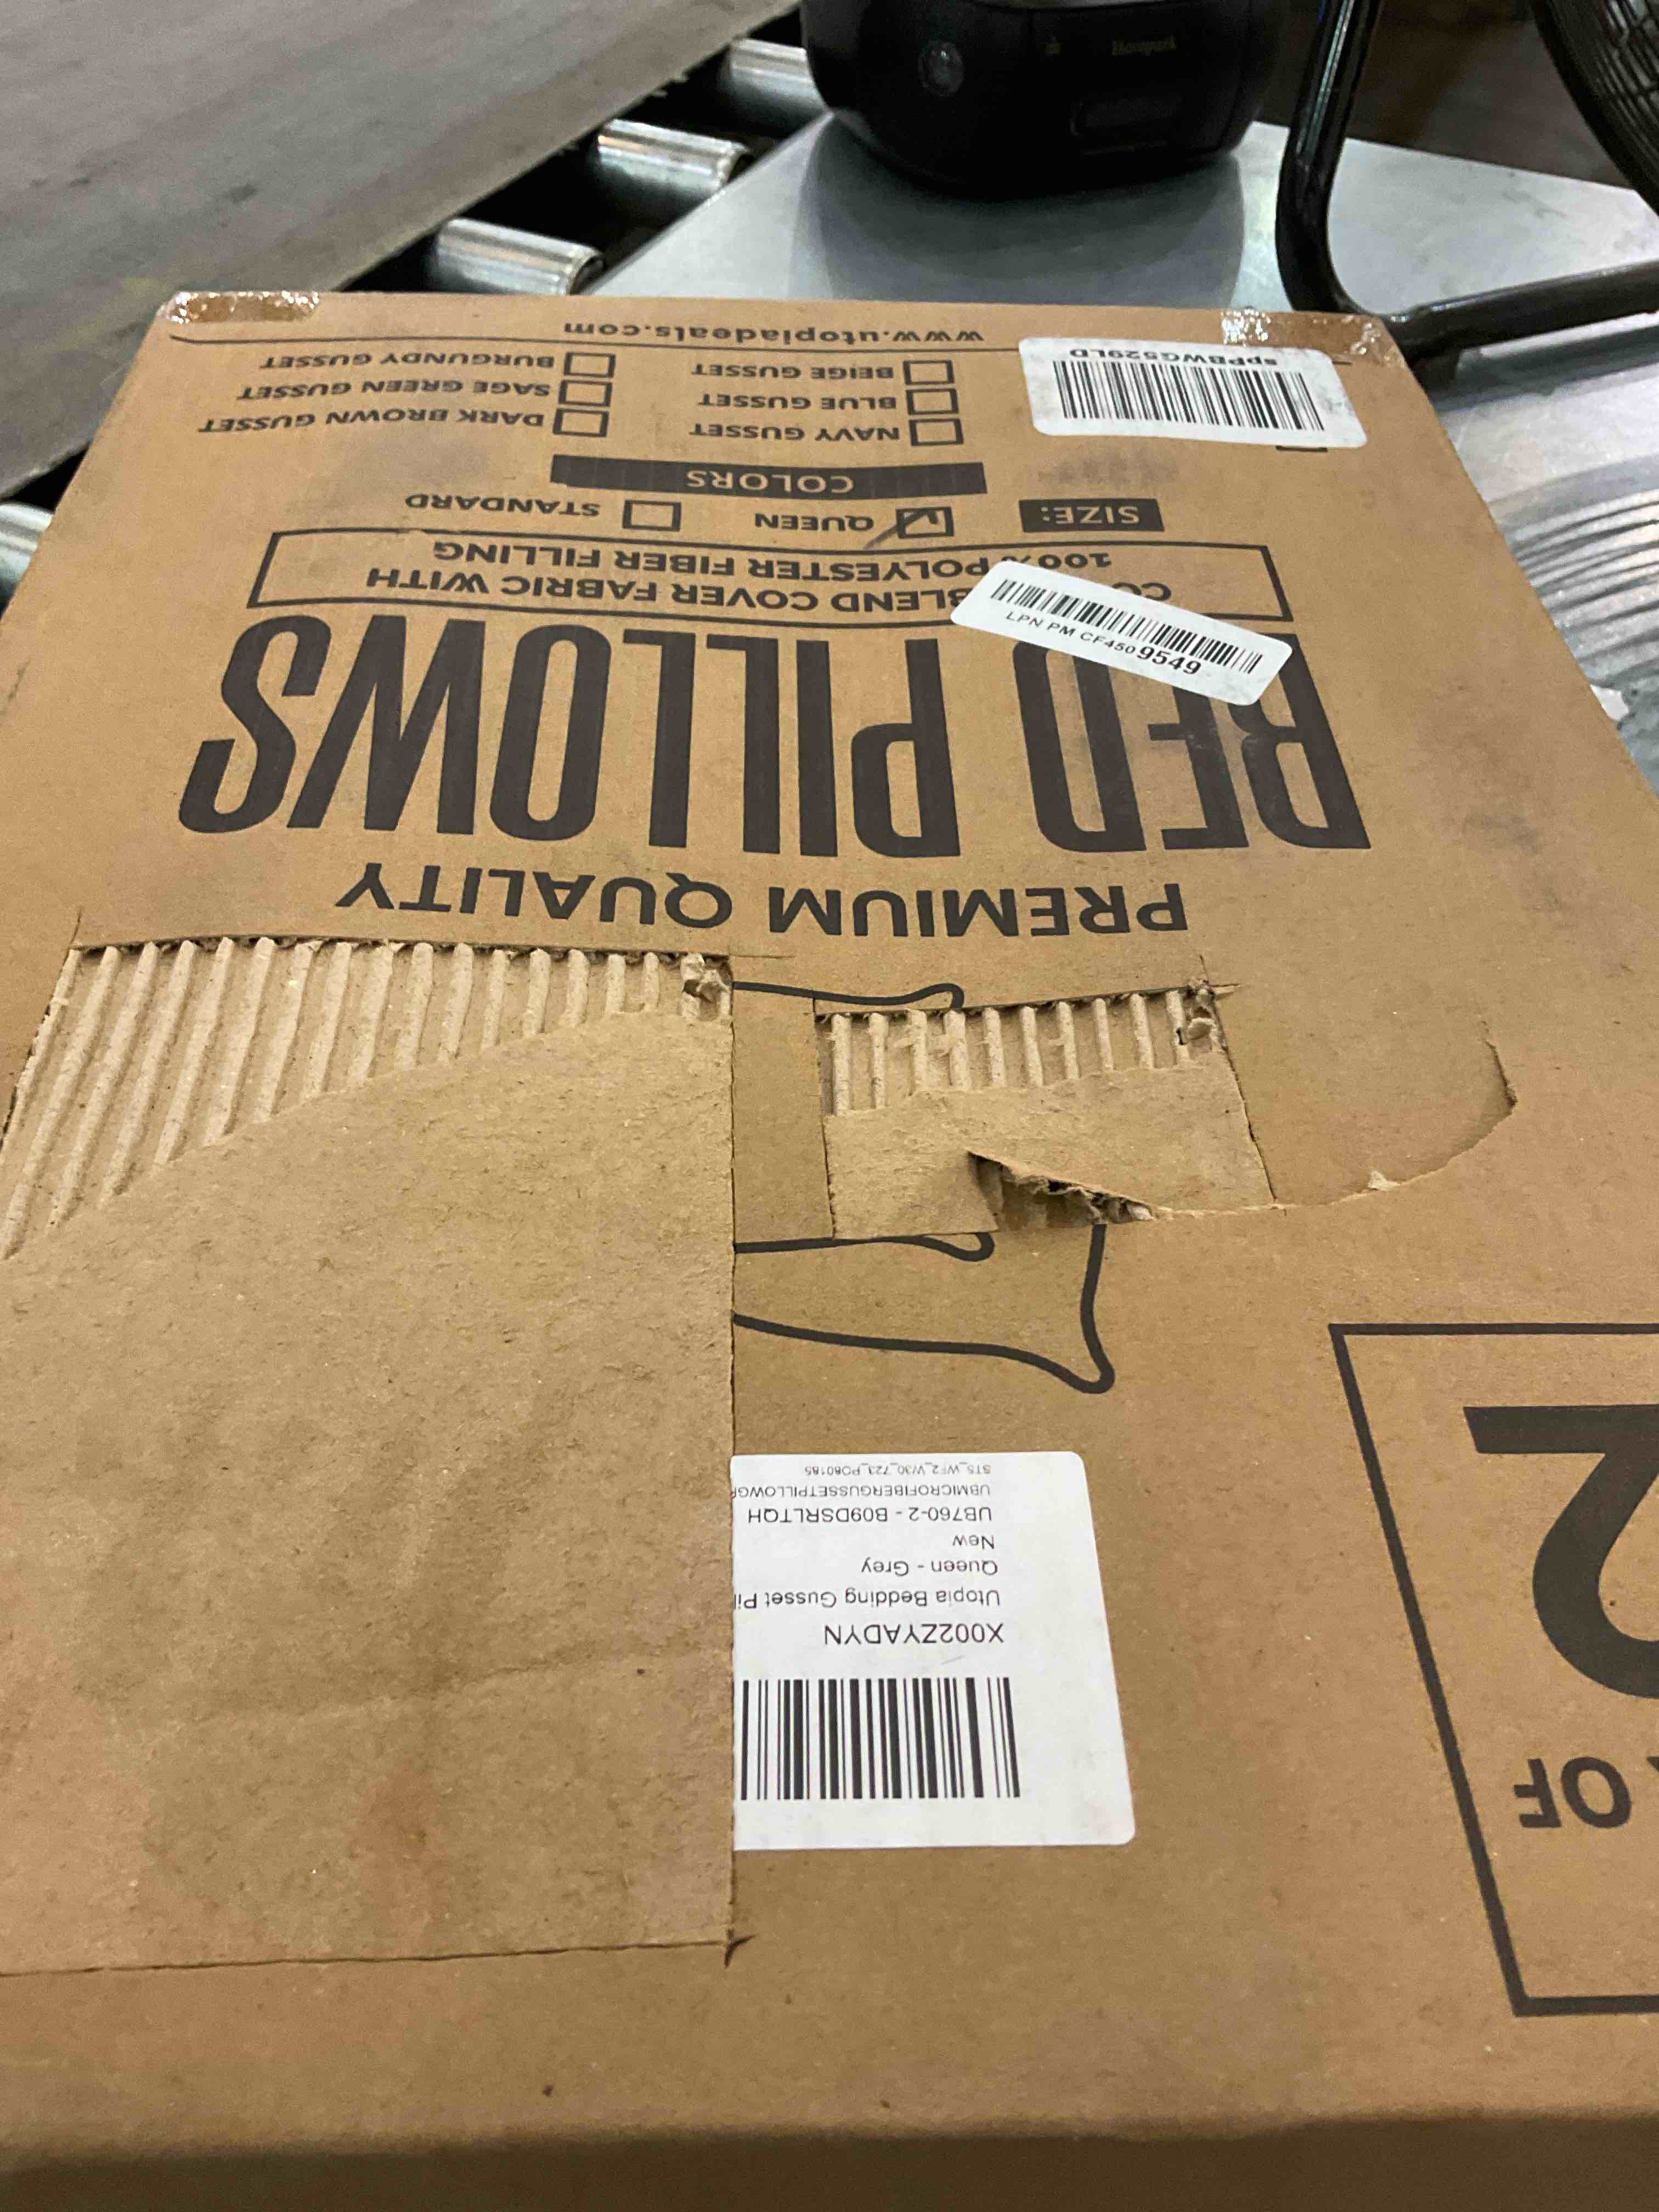 PREMIUM QUALITY
BED PILLOWS
LPN PM CF4509549
BLEND COVER FABRIC WITH
100% POLYESTER FIBER FILLING
SIZE: QUEEN STANDARD
COLORS
NAVY GUSSET DARK BROWN GUSSET
BLUE GUSSET SAGE GREEN GUSSET
BEIGE GUSSET BURGUNDY GUSSET
www.utopiadeals.com
spPBWG529LD
OF
2
X002ZYADYN
Utopia Bedding Gusset Pil
Queen - Grey
New
UB760-2 - B09DSRLTQH
UBMICROFIBERGUSSETPILLOWGR
ST5_WF2_W30_723_PO80185